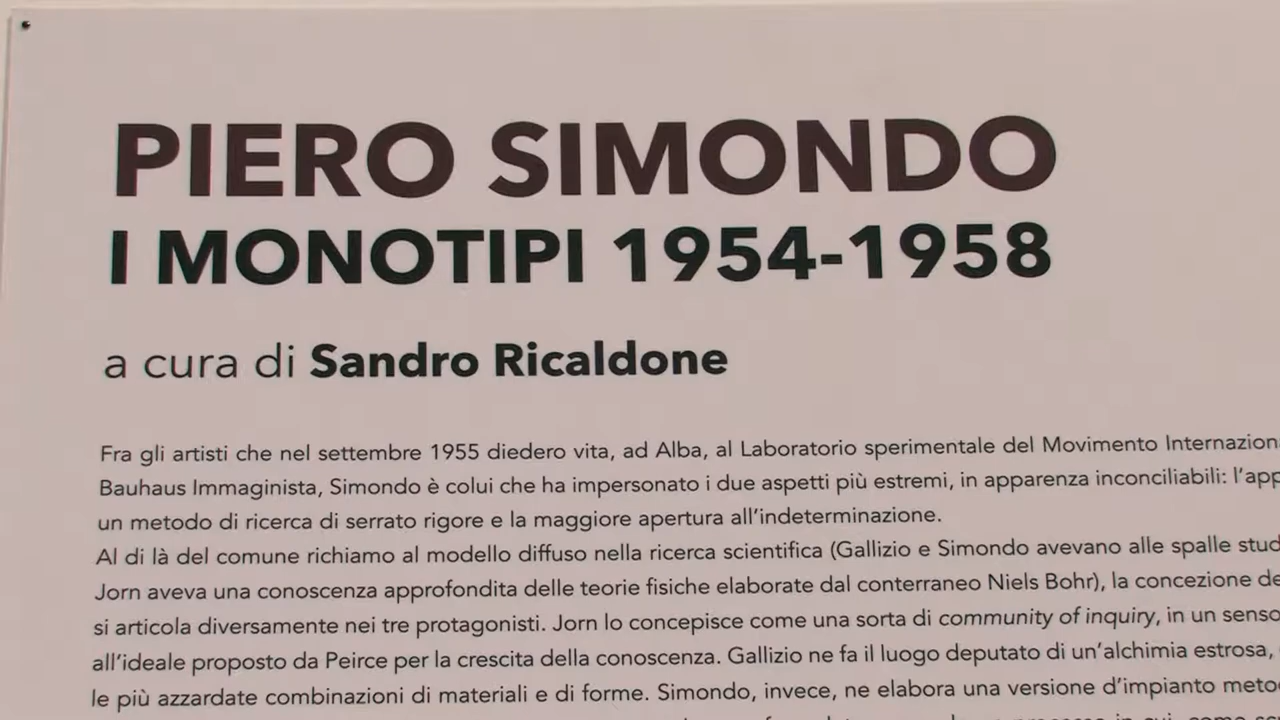 PIERO SIMONDO
I MONOTIPI 1954-1958
a cura di Sandro Ricaldone
Fra gli artisti che nel settembre 1955 diedero vita, ad Alba, al Laboratorio sperimentale del Movimento
Bauhaus Immaginista, Simondo è colui che ha impersonato i due aspetti più estremi, in apparenza inconciliabili:
un metodo di ricerca di serrato rigore e la maggiore apertura all'indeterminazione.
Al di là del comune richiamo al modello diffuso nella ricerca scientifica (Gallizio e Simondo avevano alle spalle
Jorn aveva una conoscenza approfondita delle teorie fisiche elaborate dal conterraneo Niels Bohr), la concezione
si articola diversamente nei tre protagonisti. Jorn lo concepisce come una sorta di community of inquiry, in un
all'ideale proposto da Peirce per la crescita della conoscenza. Gallizio ne fa il luogo deputato di un'alchimia estrosa,
le più azzardate combinazioni di materiali e di forme. Simondo, invece, ne elabora una versione d'impianto